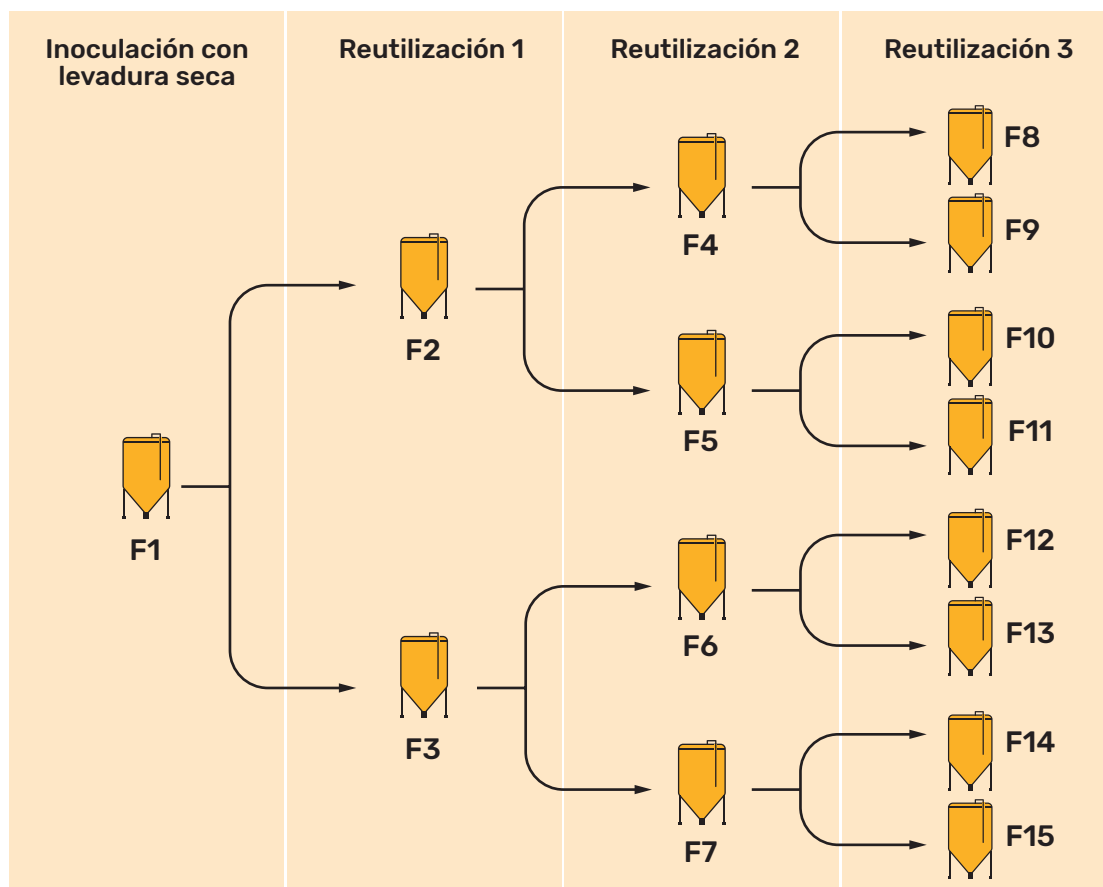 Inoculación con
levadura seca
Reutilización 1
Reutilización 2
Reutilización 3
F1
F2
F3
F4
F5
F6
F7
F8
F9
F10
F11
F12
F13
F14
F15